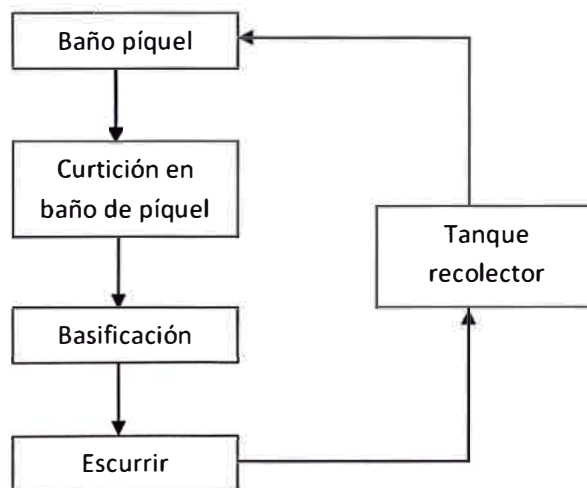 Baño píquel
Curtición en
baño de píquel
Basificación
Escurrir
Tanque
recolector